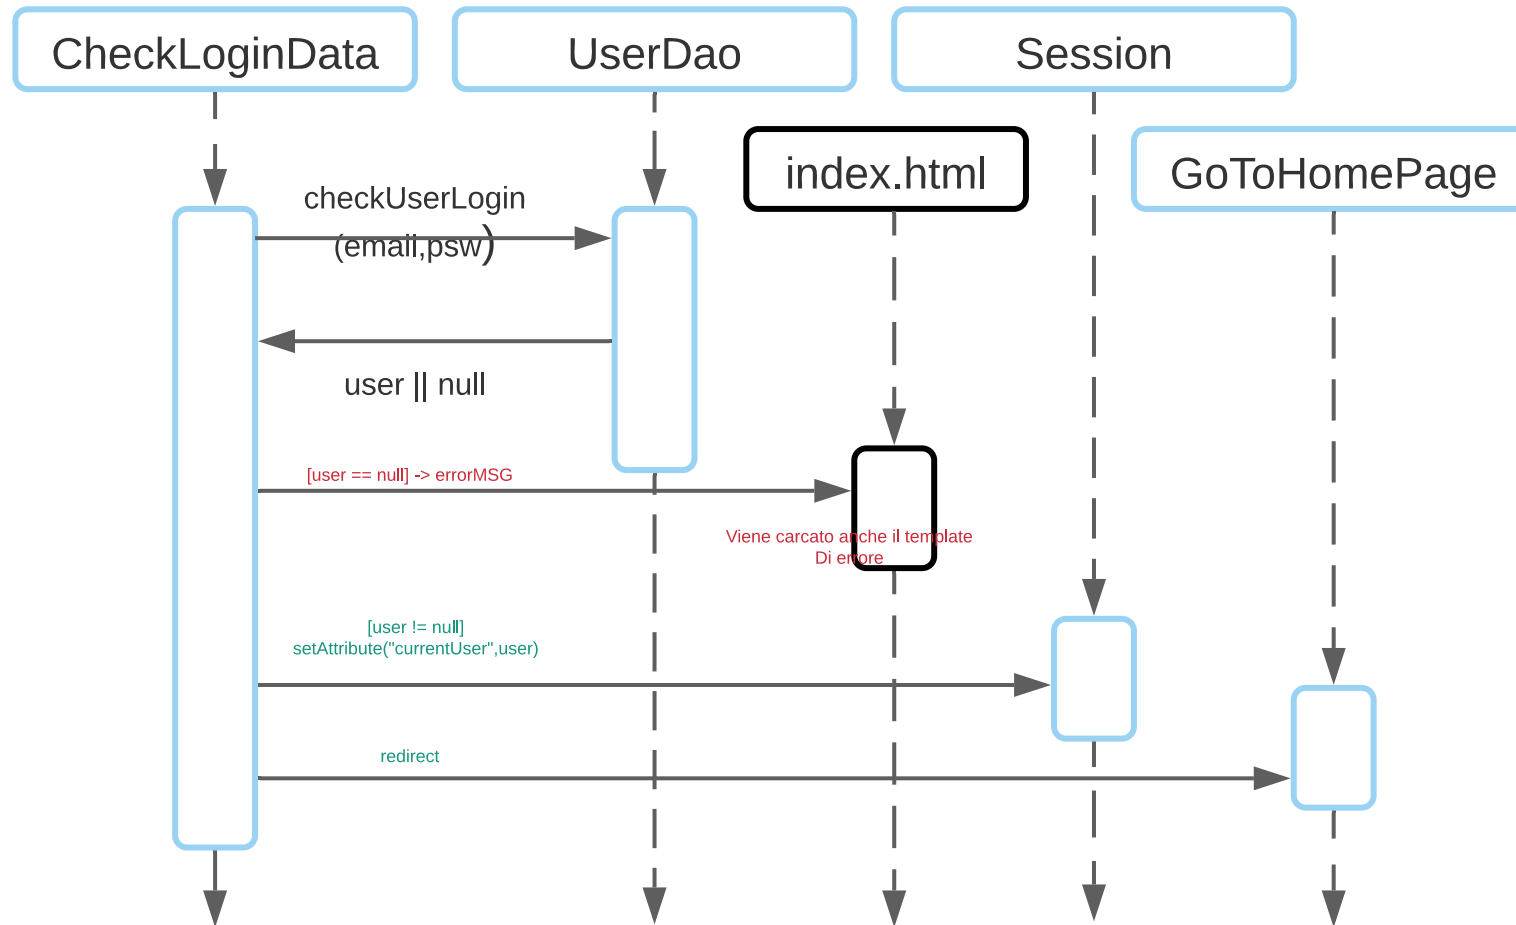 CheckLoginData
UserDao
Session
index.html
GoToHomePage
checkUserLogin
(email,psw)
user || null
[user == null] -> errorMSG
Viene carcato anche il template
Di errore
[user != null]
setAttribute("currentUser",user)
redirect